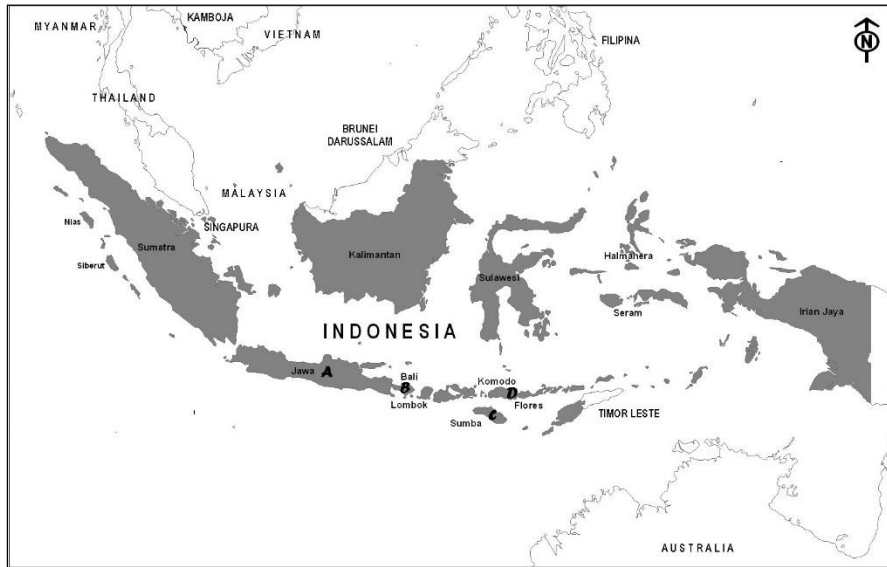 KAMBOJA
MYANMAR
VIETNAM
FILIPINA
N
THAILAND
BRUNEI
DARUSSALAM
MALAYSIA
SINGAPURA
Nias
Sumatra
Siberut
Kalimantan
Halmahera
Sulawesi
Seram
Irian Jaya
INDONESIA
Jawa A
Bali
B
Lombok
Komodo
D
Flores
C
Sumba
TIMOR LESTE
AUSTRALIA